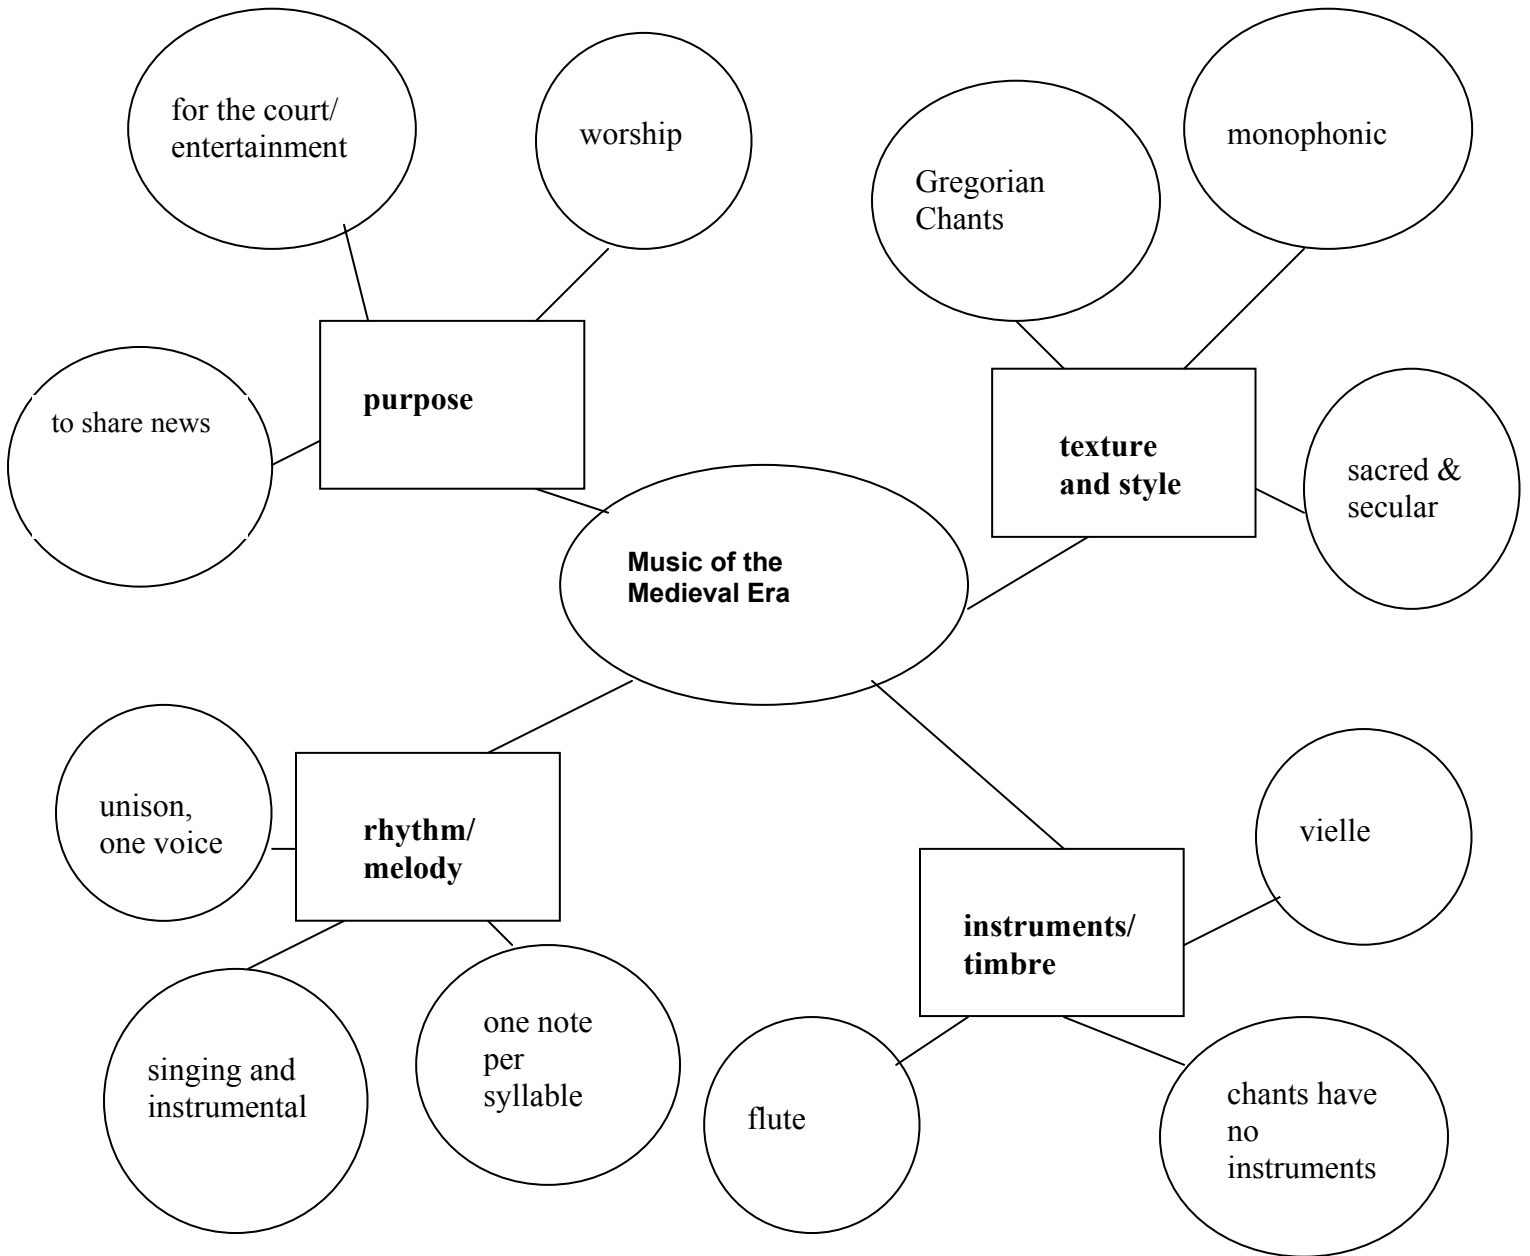 for the court/
entertainment
worship
to share news
purpose
Gregorian
Chants
monophonic
texture
and style
sacred &
secular
Music of the
Medieval Era
unison,
one voice
rhythm/
melody
singing and
instrumental
one note
per
syllable
instruments/
timbre
vielle
flute
chants have
no
instruments